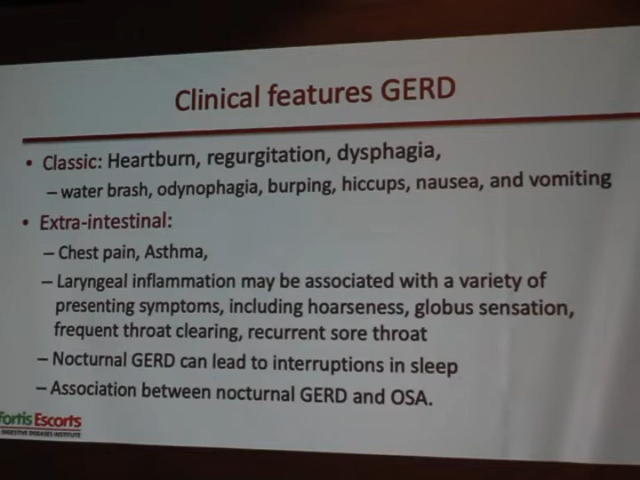 Clinical features GERD
• Classic: Heartburn, regurgitation, dysphagia,
– water brash, odynophagia, burping, hiccups, nausea, and vomiting
• Extra-intestinal:
– Chest pain, Asthma,
– Laryngeal inflammation may be associated with a variety of
presenting symptoms, including hoarseness, globus sensation,
frequent throat clearing, recurrent sore throat
– Nocturnal GERD can lead to interruptions in sleep
– Association between nocturnal GERD and OSA.
Fortis Escorts
DIGESTIVE DISEASES INSTITUTE